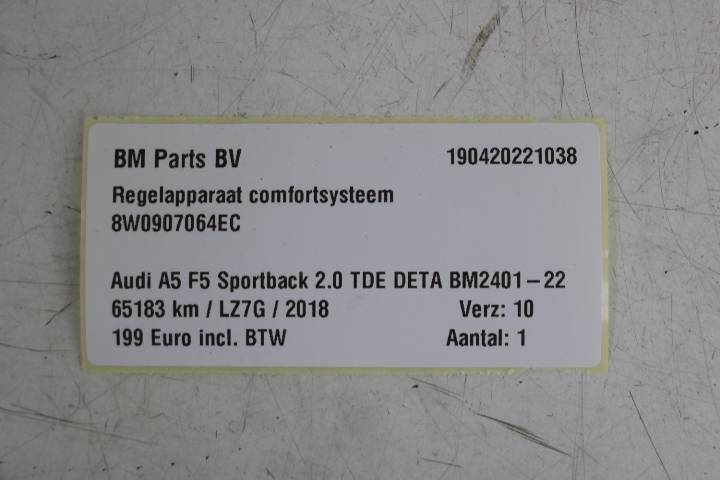 BM Parts BV 190420221038
Regelapparaat comfortsysteem
8W0907064EC
Audi A5 F5 Sportback 2.0 TDE DETA BM2401-22
65183 km / LZ7G / 2018 Verz: 10
199 Euro incl. BTW Aantal: 1